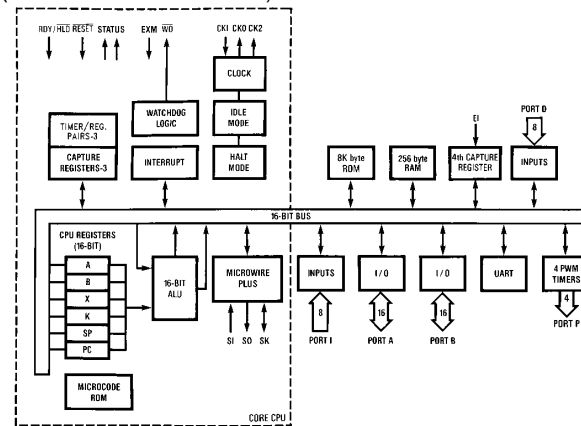 RDY/HLD RESET STATUS EXM WD CKI CKO CK2
CLOCK
PORT D
8
EI
TIMER/REG.
PAIRS-3
WATCHDOG
LOGIC
IDLE
MODE
CAPTURE
REGISTERS-3
INTERRUPT
HALT
MODE
8K byte
ROM
256 byte
RAM
4th CAPTURE
REGISTER
INPUTS
16-BIT BUS
CPU REGISTERS
(16-BIT)
A
B
X
K
SP
PC
16-BIT
ALU
MICROWIRE
PLUS
INPUTS
I/O
I/O
UART
4 PWM
TIMERS
8
16
16
4
SI SO SK
PORT I
PORT A
PORT B
PORT P
MICROCODE
ROM
CORE CPU